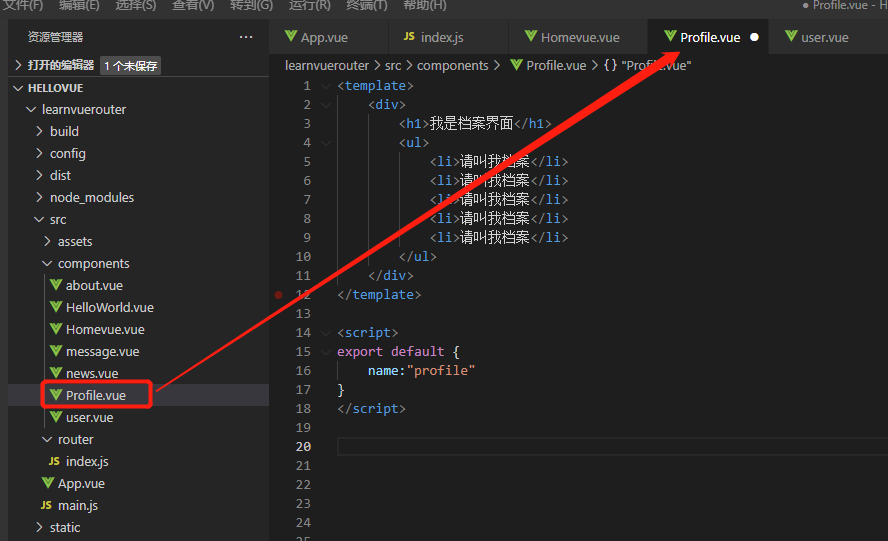 文件(F) 编辑(E) 选择(S) 查看(V) 转到(G) 运行(R) 终端(T) 帮助(H) ● Profile.vue - H
资源管理器 ···
打开的编辑器 1 个未保存
HELLOVUE
learnvuerouter
build
config
dist
node_modules
src
assets
components
about.vue
HelloWorld.vue
Homevue.vue
message.vue
news.vue
Profile.vue
user.vue
router
JS index.js
App.vue
JS main.js
static
App.vue JS index.js Homevue.vue Profile.vue ● user.vue
learnvuerouter > src > components > Profile.vue > {} "Profile.vue"
1 <template>
2 <div>
3 <h1>我是档案界面</h1>
4 <ul>
5 <li>请叫我档案</li>
6 <li>请叫我档案</li>
7 <li>请叫我档案</li>
8 <li>请叫我档案</li>
9 <li>请叫我档案</li>
10 </ul>
11 </div>
12 </template>
13
14 <script>
15 export default {
16 name:"profile"
17 }
18 </script>
19
20
21
22
23
24
25